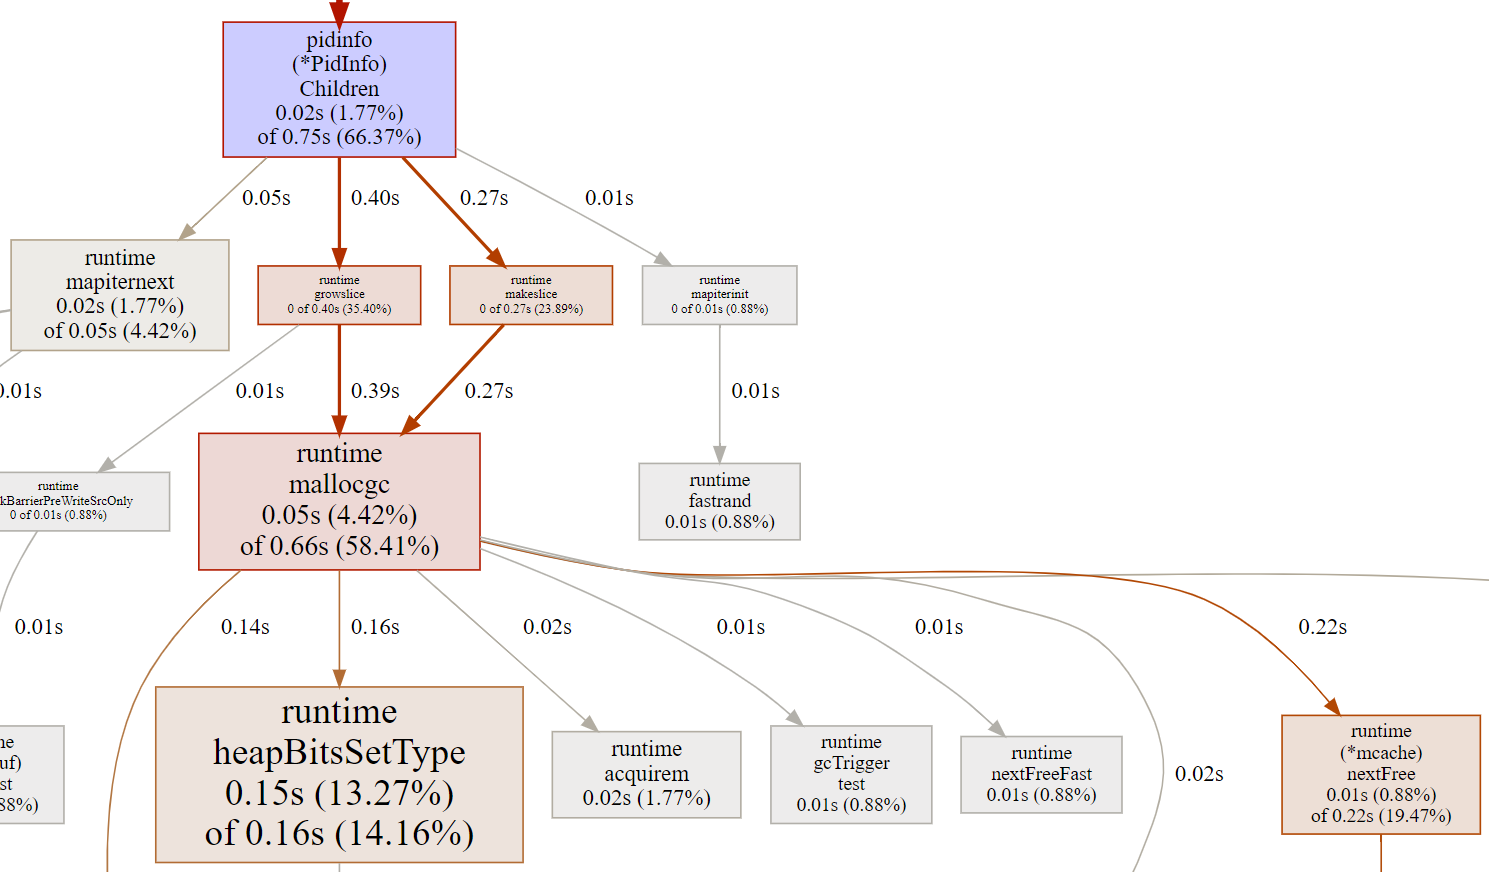 pidinfo
(*PidInfo)
Children
0.02s (1.77%)
of 0.75s (66.37%)
0.05s
0.40s
0.27s
0.01s
runtime
mapiternext
0.02s (1.77%)
of 0.05s (4.42%)
runtime
growslice
0 of 0.40s (35.40%)
runtime
makeslice
0 of 0.27s (23.89%)
runtime
mapiterinit
0 of 0.01s (0.88%)
0.01s
0.01s
0.39s
0.27s
0.01s
runtime
kBarrierPreWriteSrcOnly
0 of 0.01s (0.88%)
runtime
mallocgc
0.05s (4.42%)
of 0.66s (58.41%)
runtime
fastrand
0.01s (0.88%)
0.01s
0.14s
0.16s
0.02s
0.01s
0.01s
0.22s
ne
uf)
st
88%)
runtime
heapBitsSetType
0.15s (13.27%)
of 0.16s (14.16%)
runtime
acquirem
0.02s (1.77%)
runtime
gcTrigger
test
0.01s (0.88%)
runtime
nextFreeFast
0.01s (0.88%)
0.02s
runtime
(*mcache)
nextFree
0.01s (0.88%)
of 0.22s (19.47%)